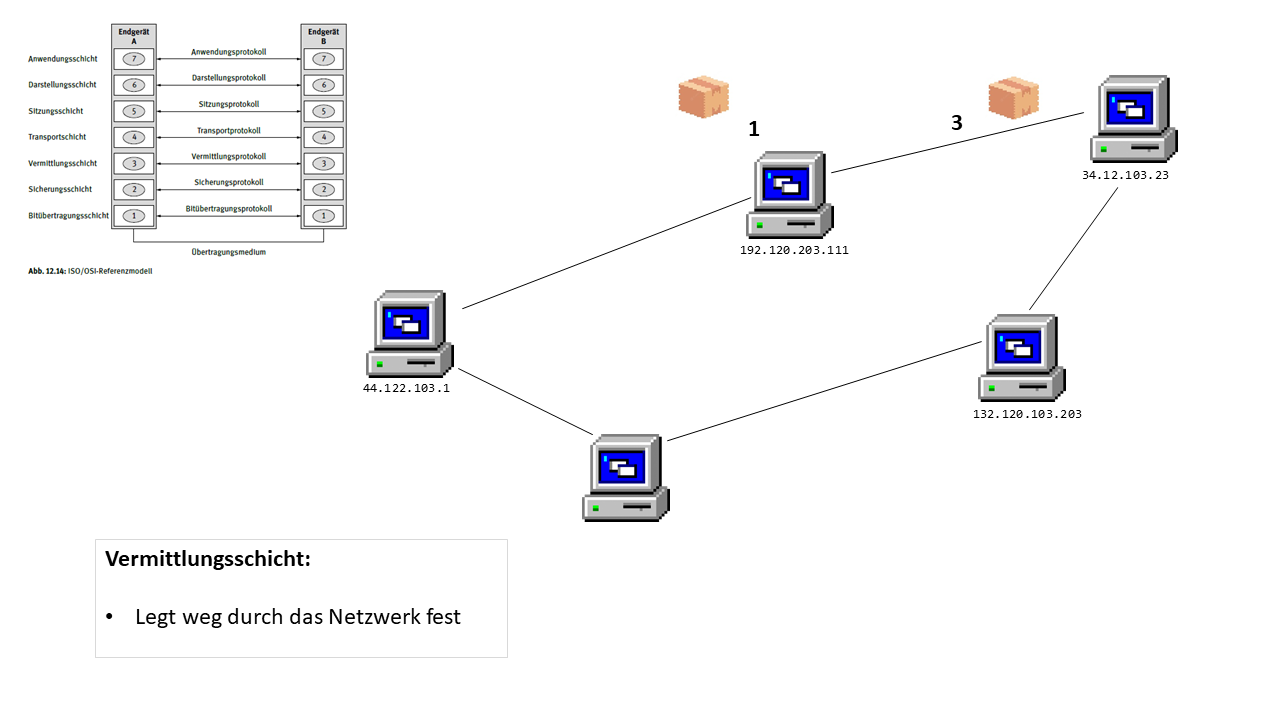 Endgerät
A
Endgerät
B
Anwendungsschicht 7 Anwendungsprotokoll 7
Darstellungsschicht 6 Darstellungsprotokoll 6
Sitzungsschicht 5 Sitzungsprotokoll 5
Transportschicht 4 Transportprotokoll 4
Vermittlungsschicht 3 Vermittlungsprotokoll 3
Sicherungsschicht 2 Sicherungsprotokoll 2
Bitübertragungsschicht 1 Bitübertragungsprotokoll 1
Übertragungsmedium
Abb. 12.14: ISO/OSI-Referenzmodell
1
3
34.12.103.23
192.120.203.111
44.122.103.1
132.120.103.203
Vermittlungsschicht:
• Legt weg durch das Netzwerk fest